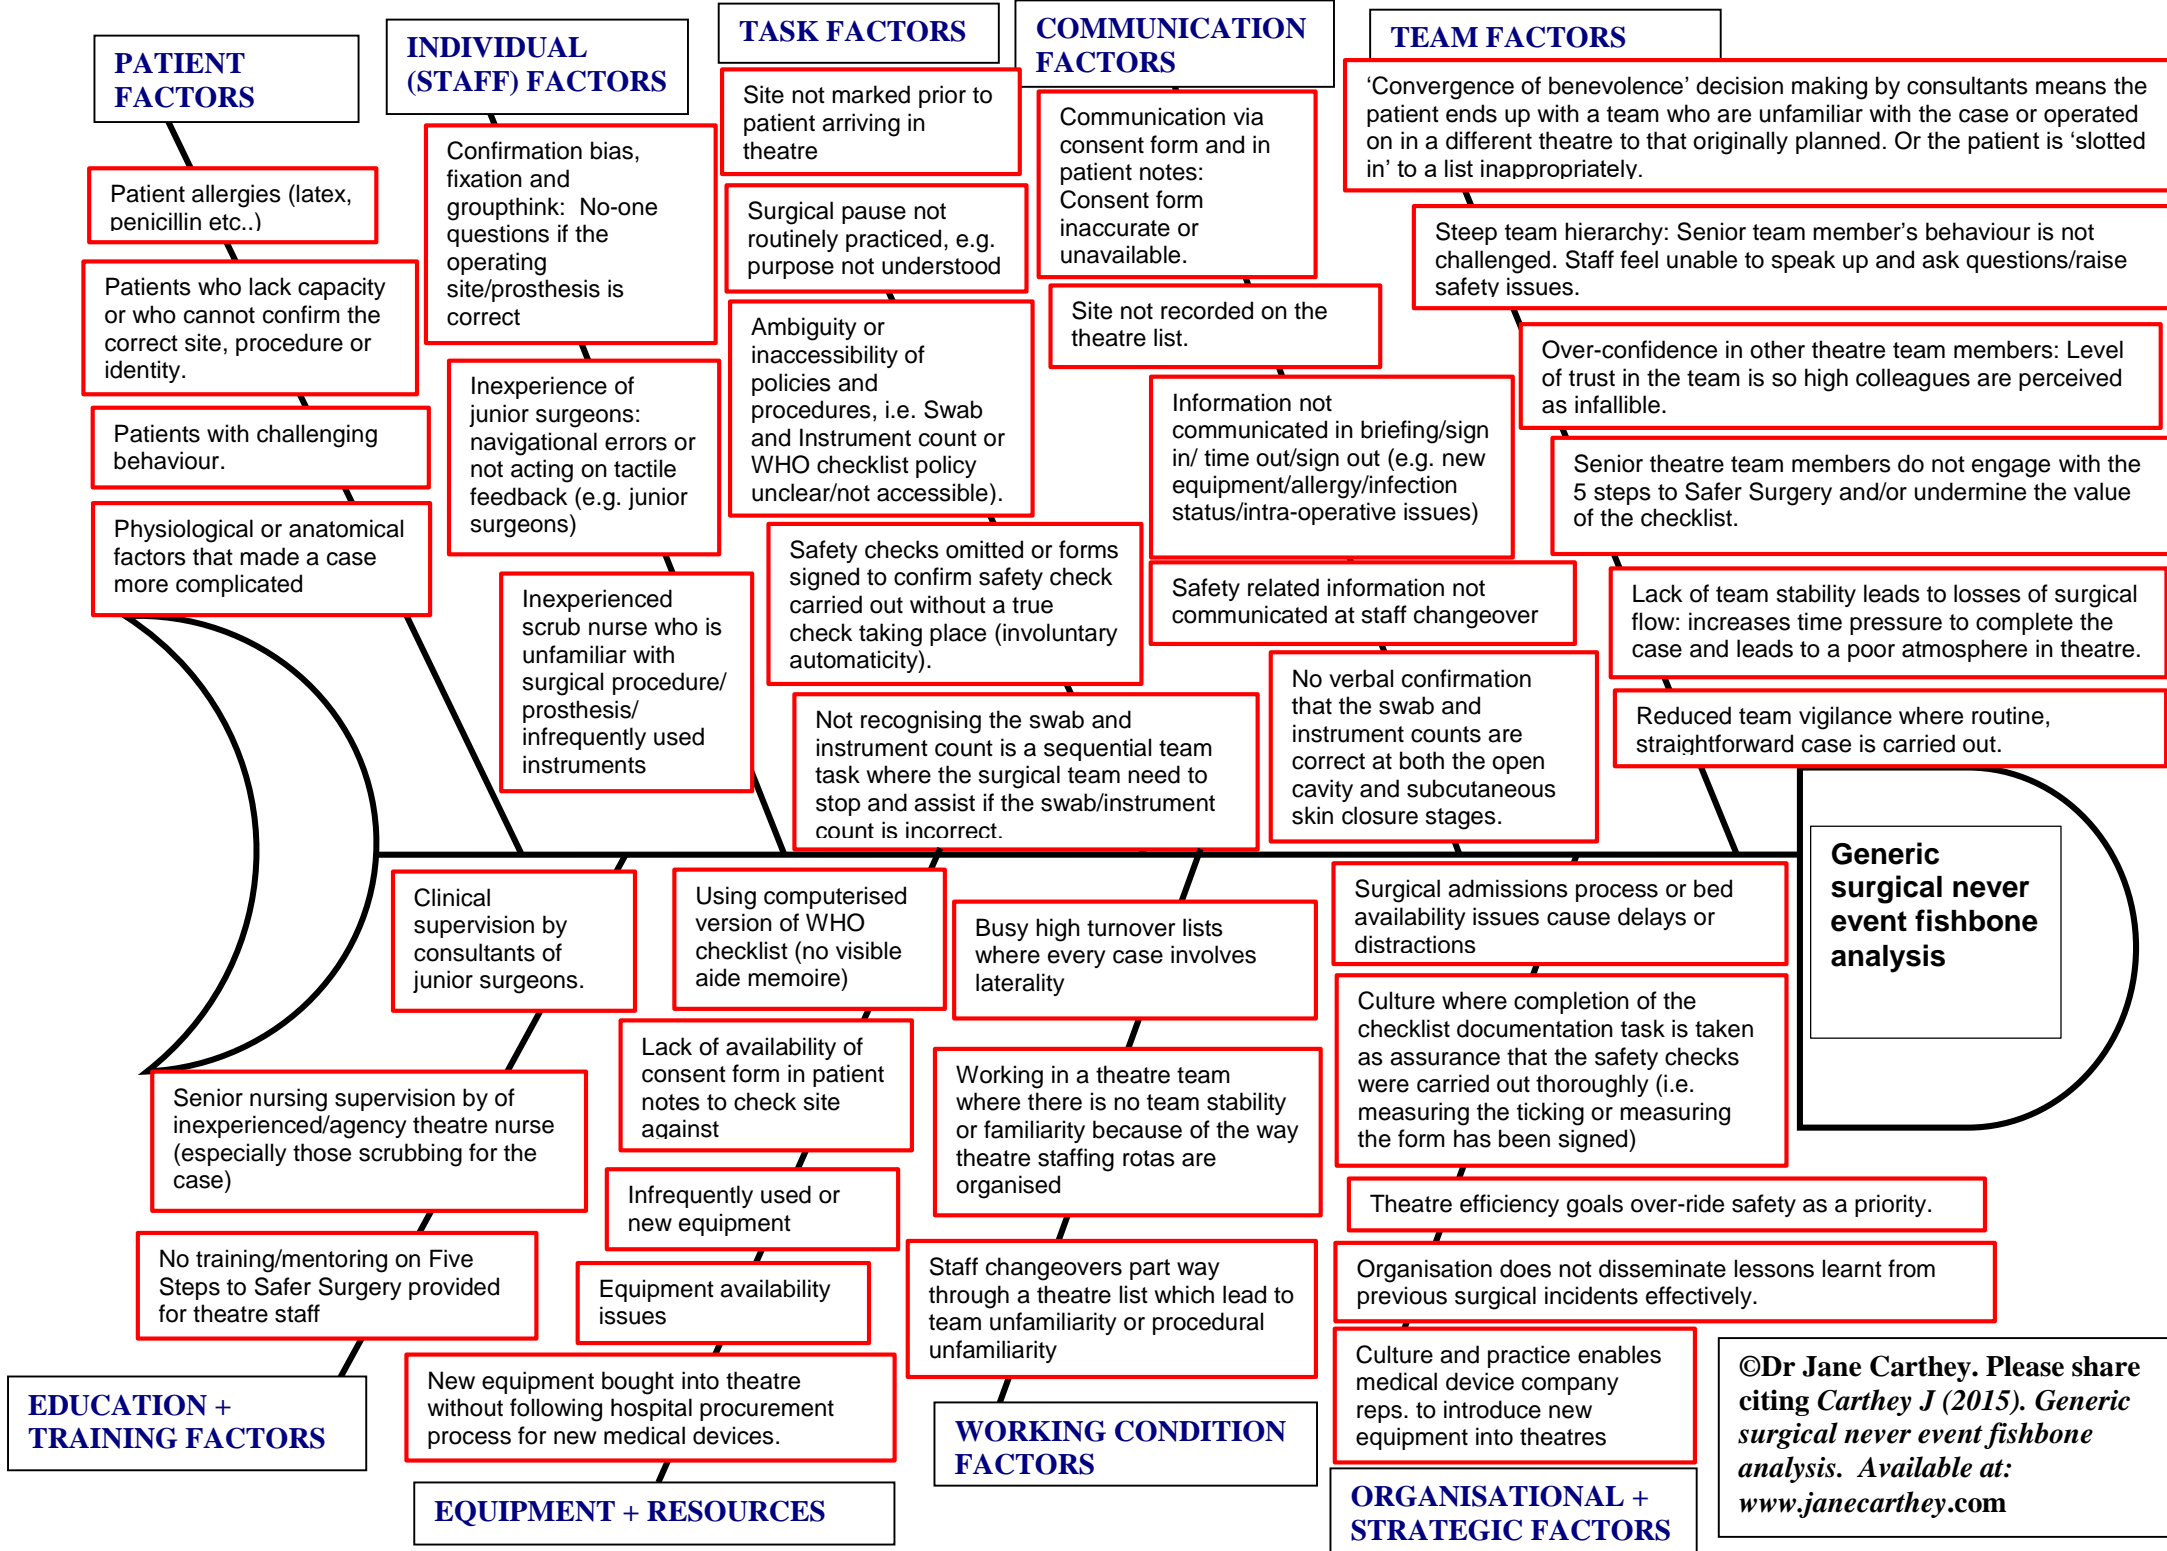 PATIENT
FACTORS
Patient allergies (latex,
penicillin etc..)
Patients who lack capacity
or who cannot confirm the
correct site, procedure or
identity.
Patients with challenging
behaviour.
Physiological or anatomical
factors that made a case
more complicated
INDIVIDUAL
(STAFF) FACTORS
Confirmation bias,
fixation and
groupthink: No-one
questions if the
operating
site/prosthesis is
correct
Inexperience of
junior surgeons:
navigational errors or
not acting on tactile
feedback (e.g. junior
surgeons)
Inexperienced
scrub nurse who is
unfamiliar with
surgical procedure/
prosthesis/
infrequently used
instruments
TASK FACTORS
Site not marked prior to
patient arriving in
theatre
Surgical pause not
routinely practiced, e.g.
purpose not understood
Ambiguity or
inaccessibility of
policies and
procedures, i.e. Swab
and Instrument count or
WHO checklist policy
unclear/not accessible).
Safety checks omitted or forms
signed to confirm safety check
carried out without a true
check taking place (involuntary
automaticity).
Not recognising the swab and
instrument count is a sequential team
task where the surgical team need to
stop and assist if the swab/instrument
count is incorrect.
COMMUNICATION
FACTORS
Communication via
consent form and in
patient notes:
Consent form
inaccurate or
unavailable.
Site not recorded on the
theatre list.
Information not
communicated in briefing/sign
in/ time out/sign out (e.g. new
equipment/allergy/infection
status/intra-operative issues)
Safety related information not
communicated at staff changeover
No verbal confirmation
that the swab and
instrument counts are
correct at both the open
cavity and subcutaneous
skin closure stages.
TEAM FACTORS
‘Convergence of benevolence’ decision making by consultants means the
patient ends up with a team who are unfamiliar with the case or operated
on in a different theatre to that originally planned. Or the patient is ‘slotted
in’ to a list inappropriately.
Steep team hierarchy: Senior team member’s behaviour is not
challenged. Staff feel unable to speak up and ask questions/raise
safety issues.
Over-confidence in other theatre team members: Level
of trust in the team is so high colleagues are perceived
as infallible.
Senior theatre team members do not engage with the
5 steps to Safer Surgery and/or undermine the value
of the checklist.
Lack of team stability leads to losses of surgical
flow: increases time pressure to complete the
case and leads to a poor atmosphere in theatre.
Reduced team vigilance where routine,
straightforward case is carried out.
Generic
surgical never
event fishbone
analysis
Clinical
supervision by
consultants of
junior surgeons.
Senior nursing supervision by of
inexperienced/agency theatre nurse
(especially those scrubbing for the
case)
No training/mentoring on Five
Steps to Safer Surgery provided
for theatre staff
EDUCATION +
TRAINING FACTORS
Using computerised
version of WHO
checklist (no visible
aide memoire)
Lack of availability of
consent form in patient
notes to check site
against
Infrequently used or
new equipment
Equipment availability
issues
New equipment bought into theatre
without following hospital procurement
process for new medical devices.
EQUIPMENT + RESOURCES
Busy high turnover lists
where every case involves
laterality
Working in a theatre team
where there is no team stability
or familiarity because of the way
theatre staffing rotas are
organised
Staff changeovers part way
through a theatre list which lead to
team unfamiliarity or procedural
unfamiliarity
WORKING CONDITION
FACTORS
Surgical admissions process or bed
availability issues cause delays or
distractions
Culture where completion of the
checklist documentation task is taken
as assurance that the safety checks
were carried out thoroughly (i.e.
measuring the ticking or measuring
the form has been signed)
Theatre efficiency goals over-ride safety as a priority.
Organisation does not disseminate lessons learnt from
previous surgical incidents effectively.
Culture and practice enables
medical device company
reps. to introduce new
equipment into theatres
ORGANISATIONAL +
STRATEGIC FACTORS
©Dr Jane Carthey. Please share
citing Carthey J (2015). Generic
surgical never event fishbone
analysis. Available at:
www.janecarthey.com